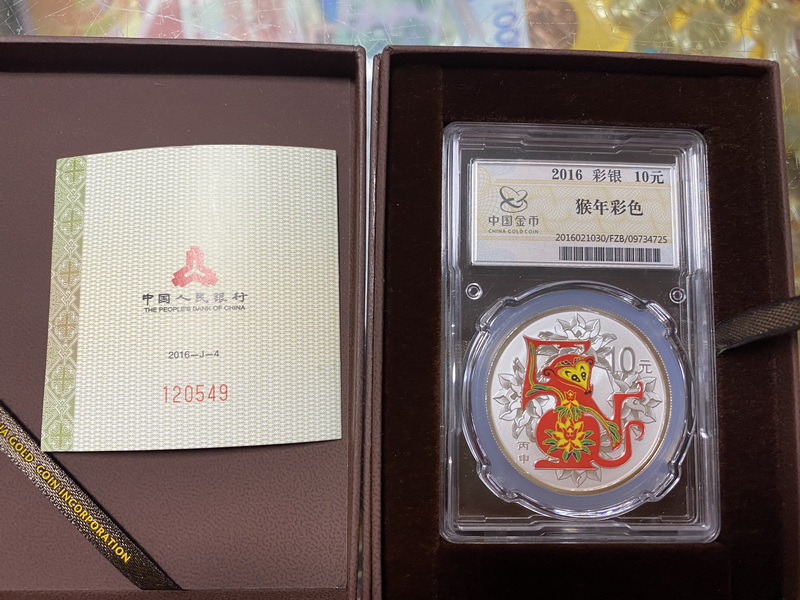 中国人民银行
THE PEOPLE'S BANK OF CHINA
2016—J—4
120549
GOLD COIN INCORPORATION
2016 彩银 10元
中国金币
CHINA GOLD COIN
猴年彩色
2016021030/FZB/09734725
10元
丙申